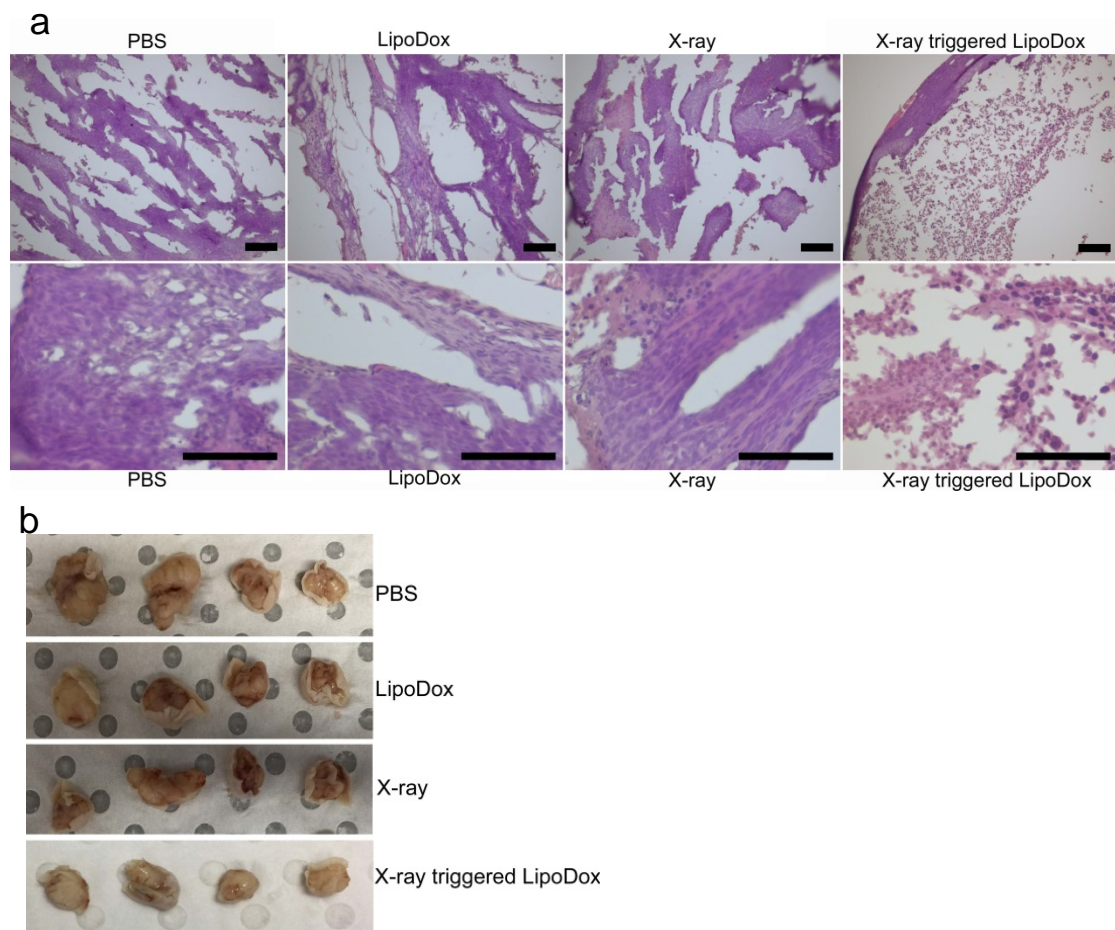 a
PBS LipoDox X-ray X-ray triggered LipoDox
PBS LipoDox X-ray X-ray triggered LipoDox
b
PBS
LipoDox
X-ray
X-ray triggered LipoDox